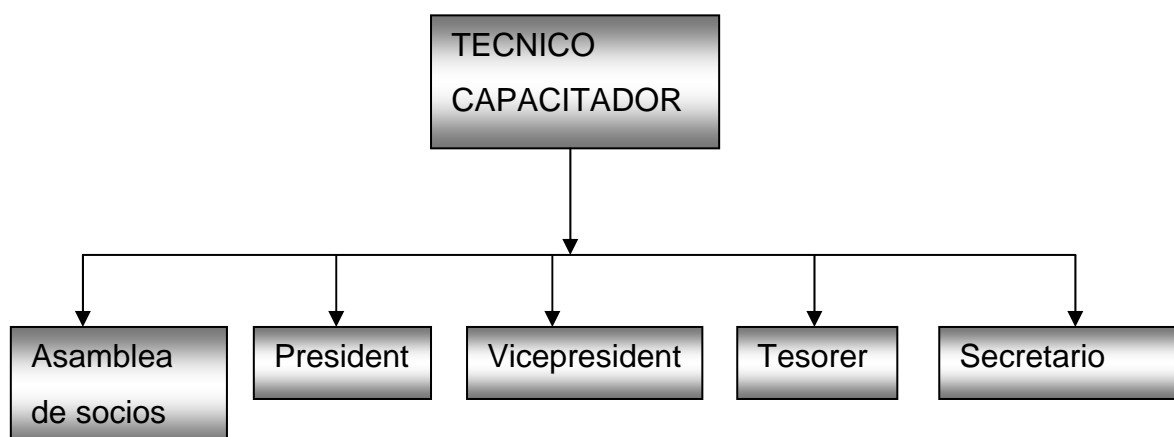 TECNICO
CAPACITADOR
Asamblea
de socios
President
Vicepresident
Tesorer
Secretario